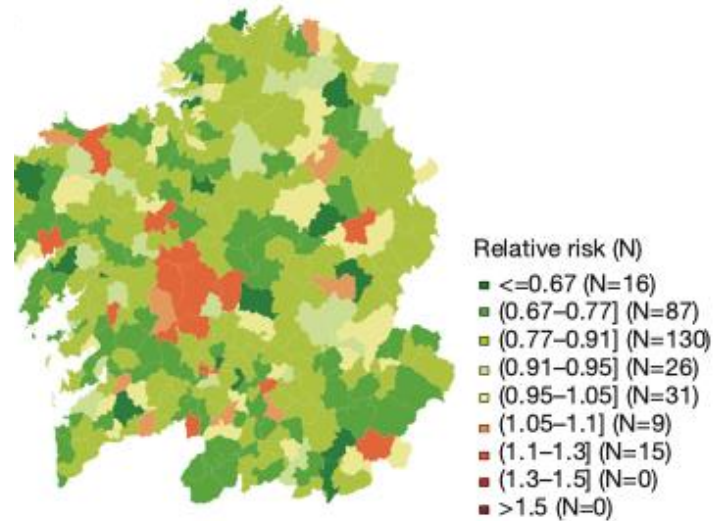 Relative risk (N)
<=0.67 (N=16)
(0.67–0.77] (N=87)
(0.77–0.91] (N=130)
(0.91–0.95] (N=26)
(0.95–1.05] (N=31)
(1.05–1.1] (N=9)
(1.1–1.3] (N=15)
(1.3–1.5] (N=0)
>1.5 (N=0)